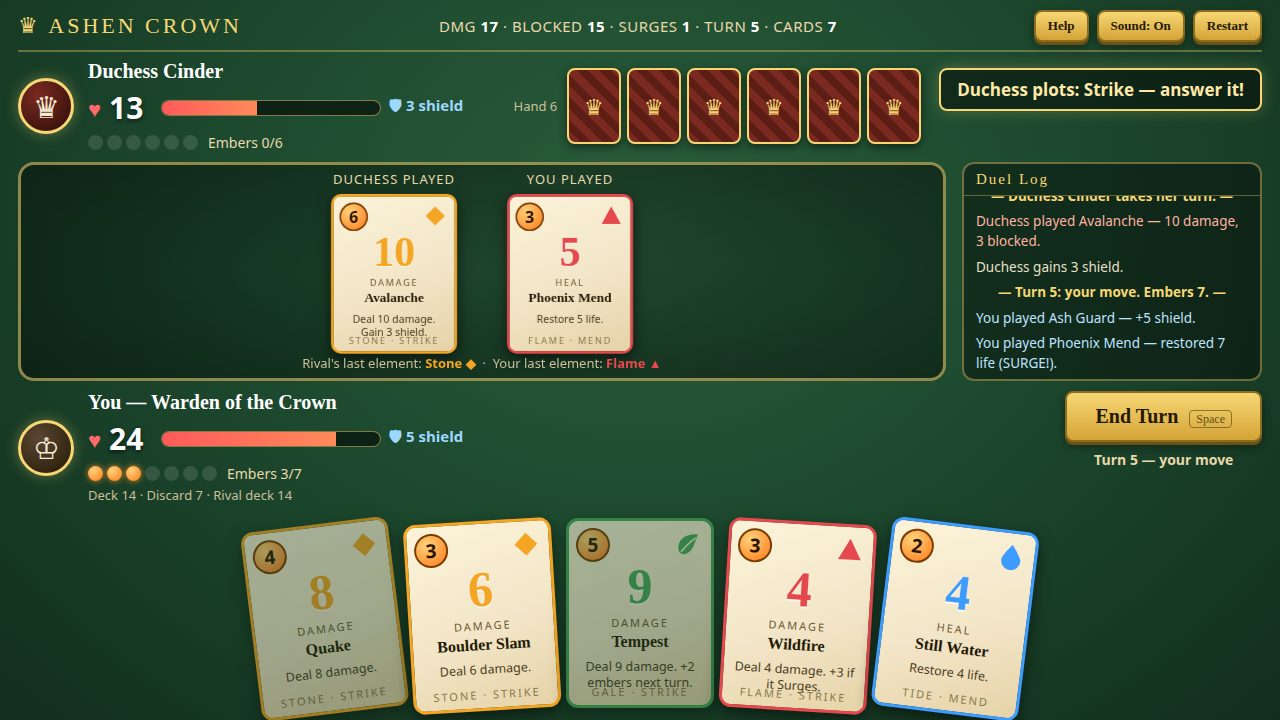 ♛ ASHEN CROWN
DMG 17 · BLOCKED 15 · SURGES 1 · TURN 5 · CARDS 7
Help
Sound: On
Restart
Duchess Cinder
♥ 13
3 shield
Embers 0/6
Hand 6
Duchess plots: Strike — answer it!
DUCHESS PLAYED
6
10
DAMAGE
Avalanche
Deal 10 damage.
Gain 3 shield.
STONE · STRIKE
YOU PLAYED
3
5
HEAL
Phoenix Mend
Restore 5 life.
FLAME · MEND
Rival's last element: Stone ◆ · Your last element: Flame ▲
Duel Log
— Duchess Cinder takes her turn. —
Duchess played Avalanche — 10 damage,
3 blocked.
Duchess gains 3 shield.
— Turn 5: your move. Embers 7. —
You played Ash Guard — +5 shield.
You played Phoenix Mend — restored 7
life (SURGE!).
You — Warden of the Crown
♥ 24
5 shield
Embers 3/7
Deck 14 · Discard 7 · Rival deck 14
End Turn Space
Turn 5 — your move
4
8
DAMAGE
Quake
Deal 8 damage.
STONE · STRIKE
3
6
DAMAGE
Boulder Slam
Deal 6 damage.
STONE · STRIKE
5
9
DAMAGE
Tempest
Deal 9 damage. +2
embers next turn.
GALE · STRIKE
3
4
DAMAGE
Wildfire
Deal 4 damage. +3 if
it Surges.
FLAME · STRIKE
2
4
HEAL
Still Water
Restore 4 life.
TIDE · MEND